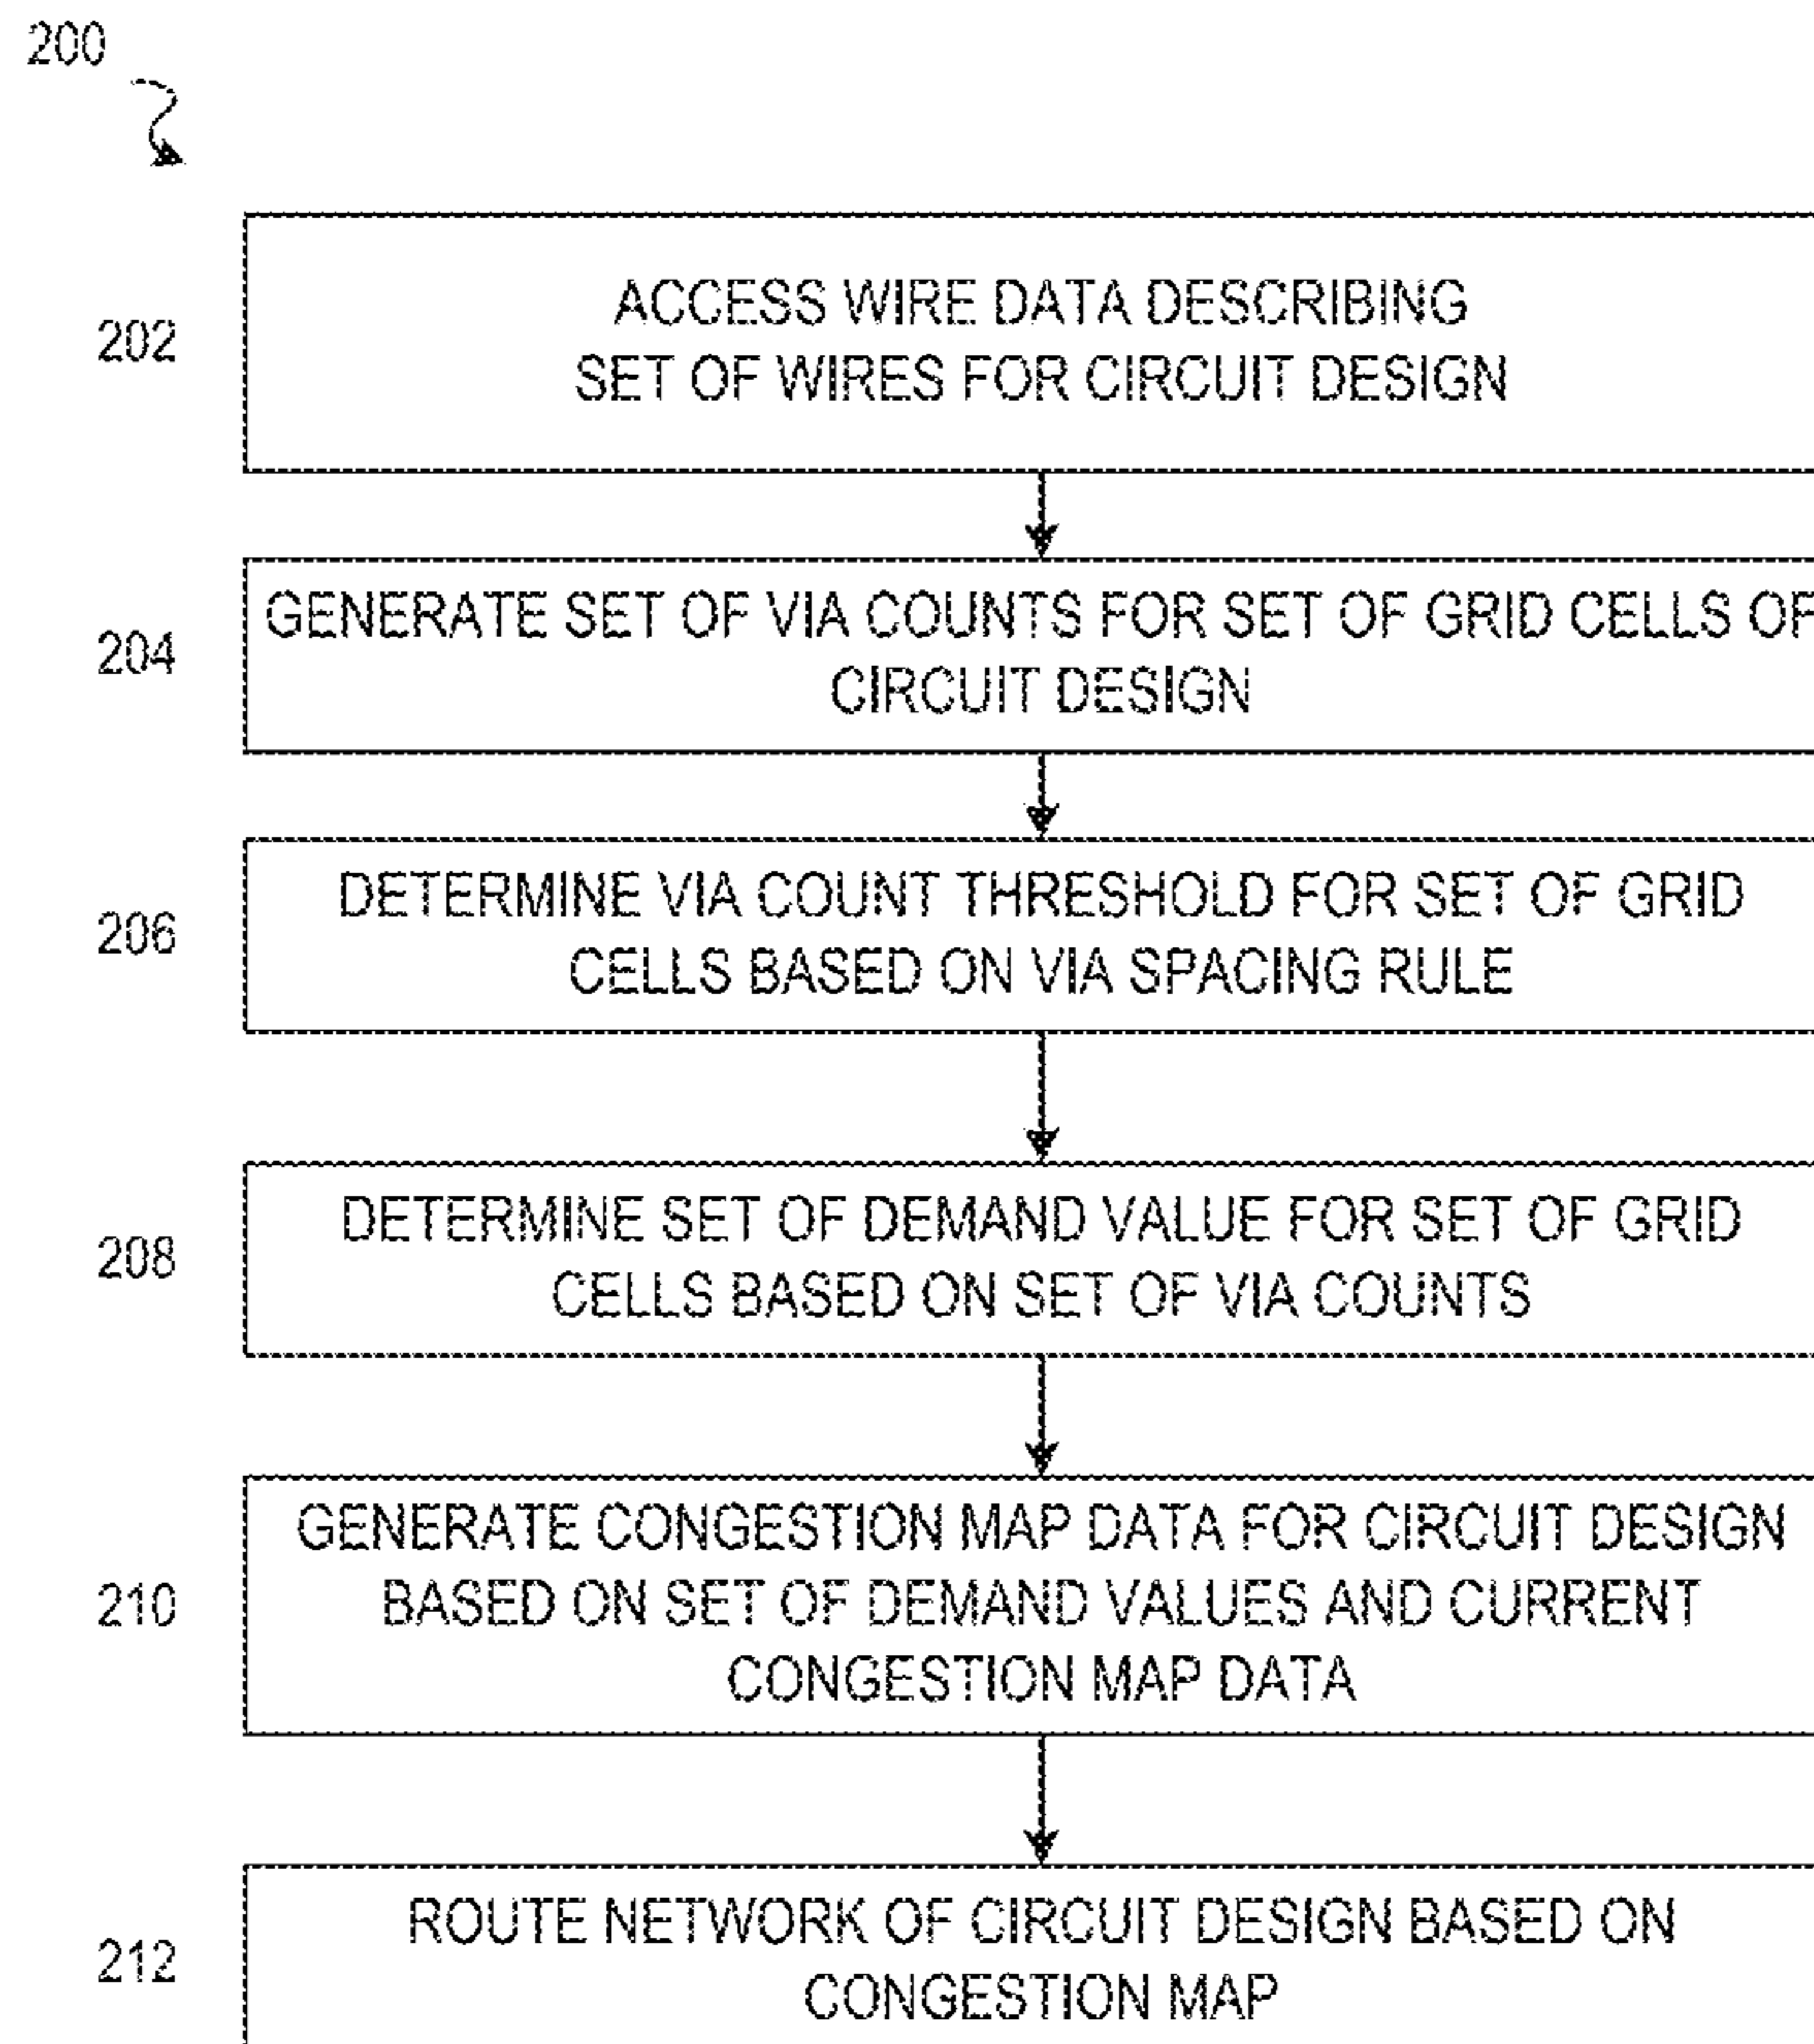 200
202
ACCESS WIRE DATA DESCRIBING
SET OF WIRES FOR CIRCUIT DESIGN
204
GENERATE SET OF VIA COUNTS FOR SET OF GRID CELLS OF
CIRCUIT DESIGN
206
DETERMINE VIA COUNT THRESHOLD FOR SET OF GRID
CELLS BASED ON VIA SPACING RULE
208
DETERMINE SET OF DEMAND VALUE FOR SET OF GRID
CELLS BASED ON SET OF VIA COUNTS
210
GENERATE CONGESTION MAP DATA FOR CIRCUIT DESIGN
BASED ON SET OF DEMAND VALUES AND CURRENT
CONGESTION MAP DATA
212
ROUTE NETWORK OF CIRCUIT DESIGN BASED ON
CONGESTION MAP